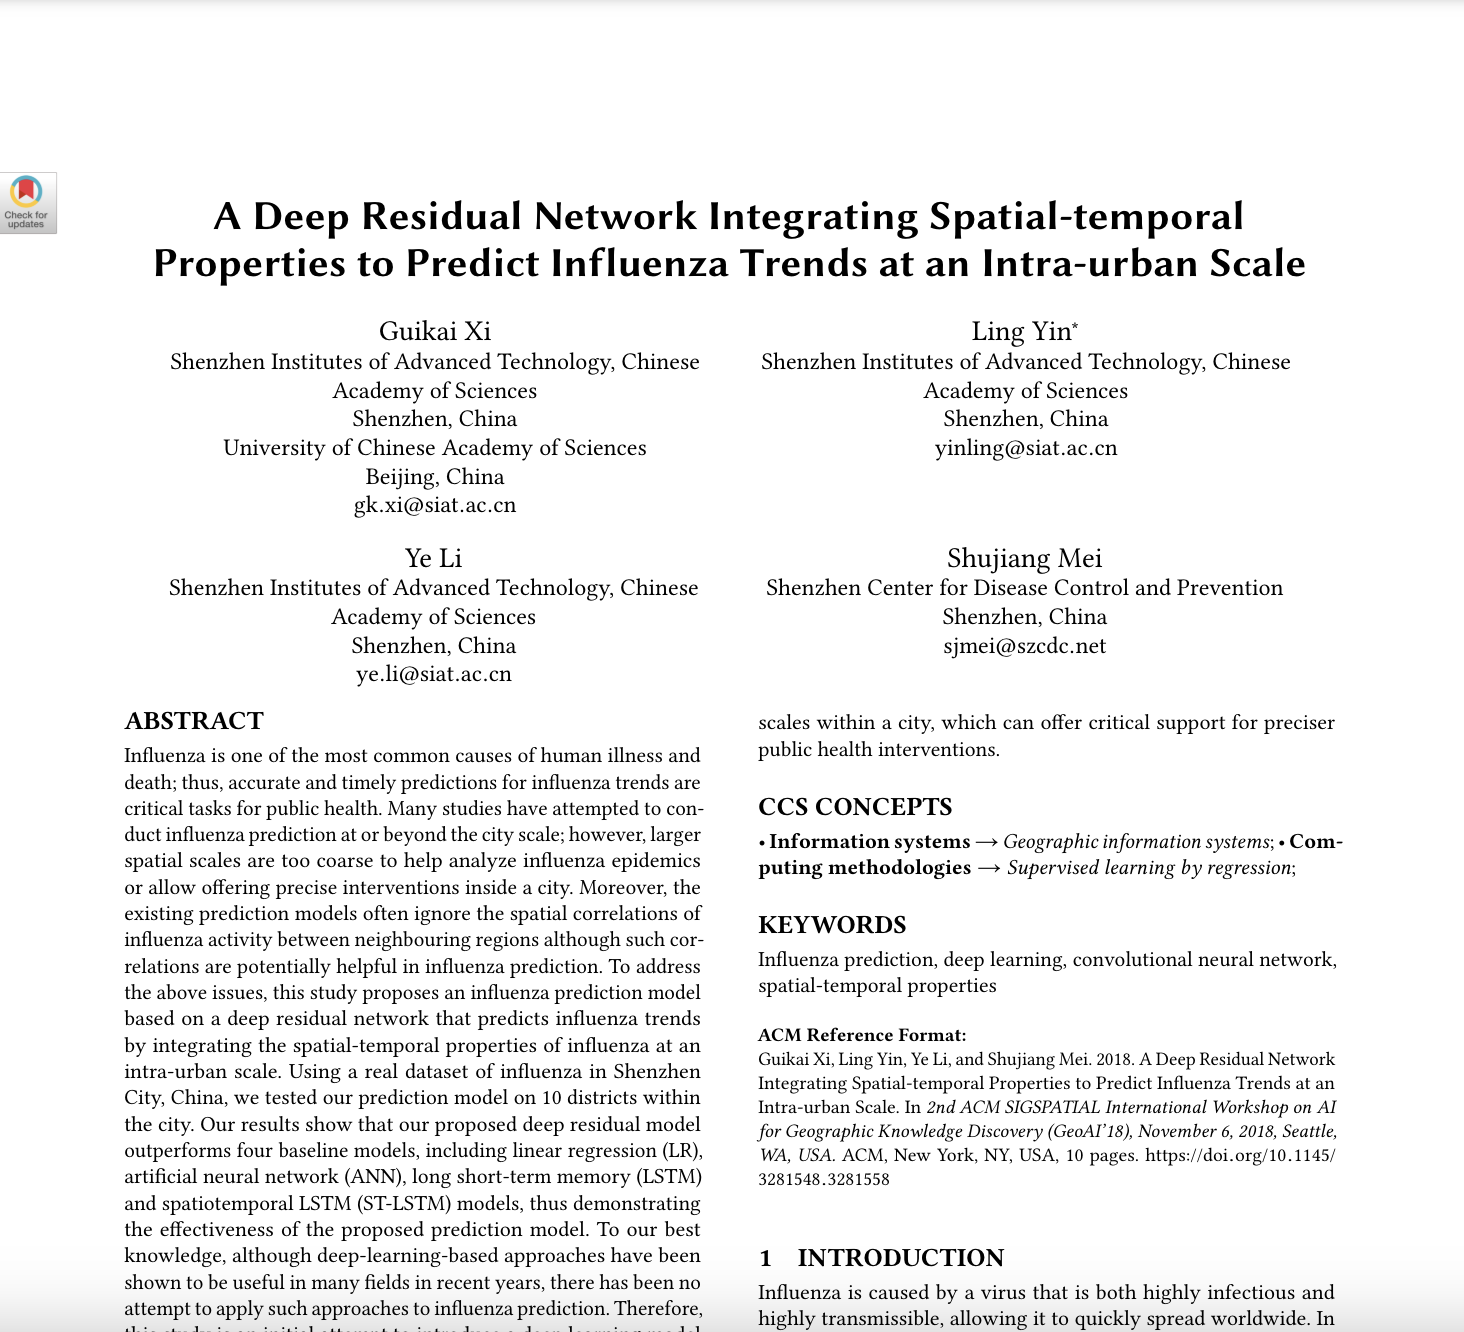 Check for
updates
A Deep Residual Network Integrating Spatial-temporal
Properties to Predict Influenza Trends at an Intra-urban Scale
Guikai Xi
Shenzhen Institutes of Advanced Technology, Chinese
Academy of Sciences
Shenzhen, China
University of Chinese Academy of Sciences
Beijing, China
gk.xi@siat.ac.cn
Ling Yin*
Shenzhen Institutes of Advanced Technology, Chinese
Academy of Sciences
Shenzhen, China
yinling@siat.ac.cn
Ye Li
Shenzhen Institutes of Advanced Technology, Chinese
Academy of Sciences
Shenzhen, China
ye.li@siat.ac.cn
Shujiang Mei
Shenzhen Center for Disease Control and Prevention
Shenzhen, China
sjmei@szcdc.net
ABSTRACT
Influenza is one of the most common causes of human illness and
death; thus, accurate and timely predictions for influenza trends are
critical tasks for public health. Many studies have attempted to con-
duct influenza prediction at or beyond the city scale; however, larger
spatial scales are too coarse to help analyze influenza epidemics
or allow offering precise interventions inside a city. Moreover, the
existing prediction models often ignore the spatial correlations of
influenza activity between neighbouring regions although such cor-
relations are potentially helpful in influenza prediction. To address
the above issues, this study proposes an influenza prediction model
based on a deep residual network that predicts influenza trends
by integrating the spatial-temporal properties of influenza at an
intra-urban scale. Using a real dataset of influenza in Shenzhen
City, China, we tested our prediction model on 10 districts within
the city. Our results show that our proposed deep residual model
outperforms four baseline models, including linear regression (LR),
artificial neural network (ANN), long short-term memory (LSTM)
and spatiotemporal LSTM (ST-LSTM) models, thus demonstrating
the effectiveness of the proposed prediction model. To our best
knowledge, although deep-learning-based approaches have been
shown to be useful in many fields in recent years, there has been no
attempt to apply such approaches to influenza prediction. Therefore,
this study is an initial attempt to introduce a deep learning model
scales within a city, which can offer critical support for preciser
public health interventions.
CCS CONCEPTS
• Information systems → Geographic information systems; • Com-
puting methodologies → Supervised learning by regression;
KEYWORDS
Influenza prediction, deep learning, convolutional neural network,
spatial-temporal properties
ACM Reference Format:
Guikai Xi, Ling Yin, Ye Li, and Shujiang Mei. 2018. A Deep Residual Network
Integrating Spatial-temporal Properties to Predict Influenza Trends at an
Intra-urban Scale. In 2nd ACM SIGSPATIAL International Workshop on AI
for Geographic Knowledge Discovery (GeoAI'18), November 6, 2018, Seattle,
WA, USA. ACM, New York, NY, USA, 10 pages. https://doi.org/10.1145/
3281548.3281558
1 INTRODUCTION
Influenza is caused by a virus that is both highly infectious and
highly transmissible, allowing it to quickly spread worldwide. In